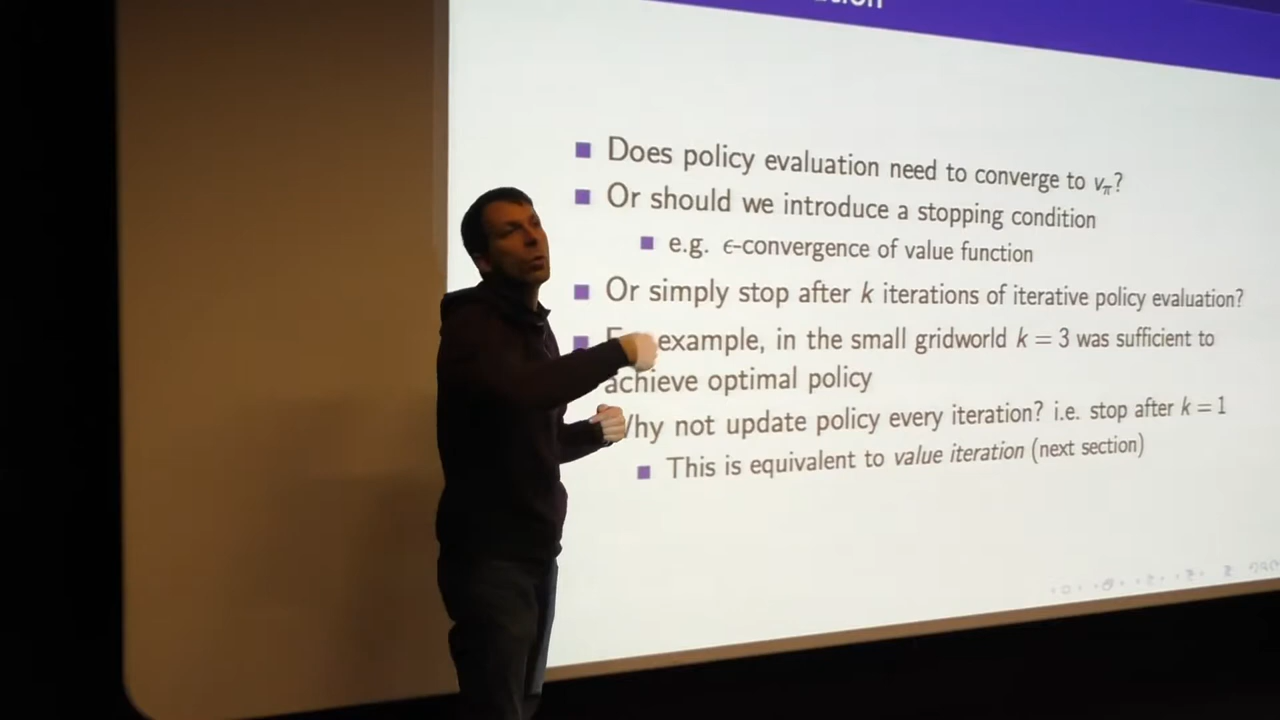 Does policy evaluation need to converge to vπ?
Or should we introduce a stopping condition
e.g. ϵ-convergence of value function
Or simply stop after k iterations of iterative policy evaluation?
example, in the small gridworld k = 3 was sufficient to
achieve optimal policy
not update policy every iteration? i.e. stop after k = 1
This is equivalent to value iteration (next section)